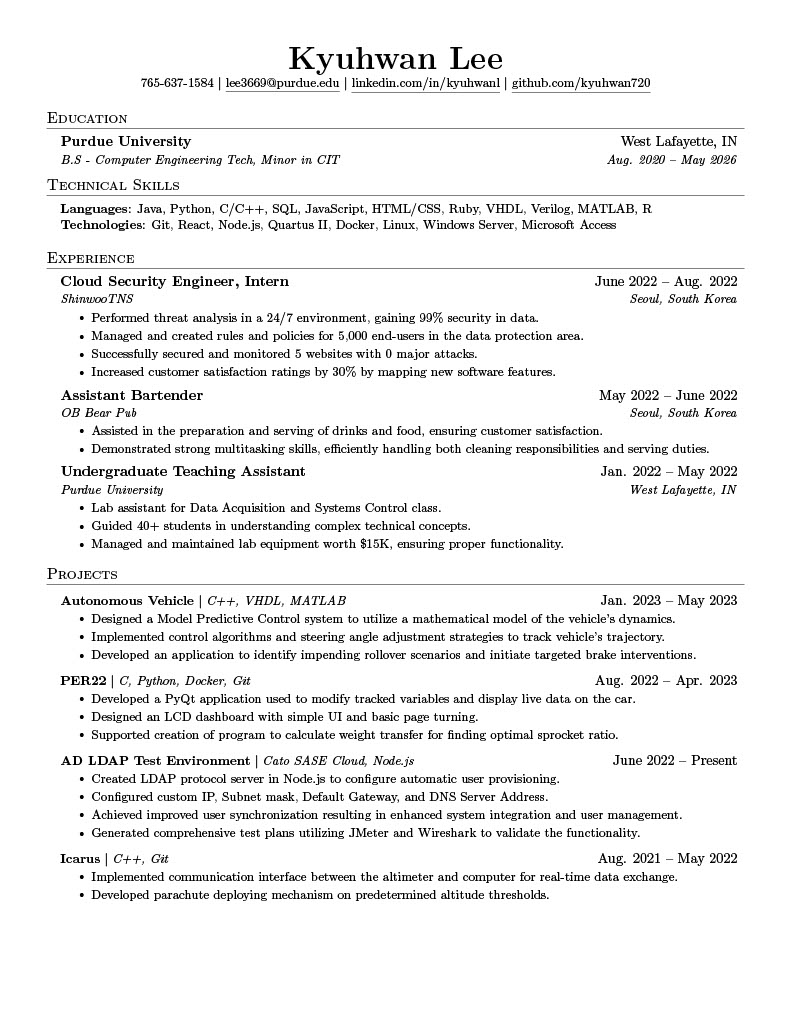 Kyuhwan Lee
765-637-1584 | lee3669@purdue.edu | linkedin.com/in/kyuhwanl | github.com/kyuhwan720
Education
Purdue University West Lafayette, IN
B.S - Computer Engineering Tech, Minor in CIT Aug. 2020 – May 2026
Technical Skills
Languages: Java, Python, C/C++, SQL, JavaScript, HTML/CSS, Ruby, VHDL, Verilog, MATLAB, R
Technologies: Git, React, Node.js, Quartus II, Docker, Linux, Windows Server, Microsoft Access
Experience
Cloud Security Engineer, Intern June 2022 – Aug. 2022
ShinwooTNS Seoul, South Korea
• Performed threat analysis in a 24/7 environment, gaining 99% security in data.
• Managed and created rules and policies for 5,000 end-users in the data protection area.
• Successfully secured and monitored 5 websites with 0 major attacks.
• Increased customer satisfaction ratings by 30% by mapping new software features.
Assistant Bartender May 2022 – June 2022
OB Bear Pub Seoul, South Korea
• Assisted in the preparation and serving of drinks and food, ensuring customer satisfaction.
• Demonstrated strong multitasking skills, efficiently handling both cleaning responsibilities and serving duties.
Undergraduate Teaching Assistant Jan. 2022 – May 2022
Purdue University West Lafayette, IN
• Lab assistant for Data Acquisition and Systems Control class.
• Guided 40+ students in understanding complex technical concepts.
• Managed and maintained lab equipment worth $15K, ensuring proper functionality.
Projects
Autonomous Vehicle | C++, VHDL, MATLAB Jan. 2023 – May 2023
• Designed a Model Predictive Control system to utilize a mathematical model of the vehicle's dynamics.
• Implemented control algorithms and steering angle adjustment strategies to track vehicle's trajectory.
• Developed an application to identify impending rollover scenarios and initiate targeted brake interventions.
PER22 | C, Python, Docker, Git Aug. 2022 – Apr. 2023
• Developed a PyQt application used to modify tracked variables and display live data on the car.
• Designed an LCD dashboard with simple UI and basic page turning.
• Supported creation of program to calculate weight transfer for finding optimal sprocket ratio.
AD LDAP Test Environment | Cato SASE Cloud, Node.js June 2022 – Present
• Created LDAP protocol server in Node.js to configure automatic user provisioning.
• Configured custom IP, Subnet mask, Default Gateway, and DNS Server Address.
• Achieved improved user synchronization resulting in enhanced system integration and user management.
• Generated comprehensive test plans utilizing JMeter and Wireshark to validate the functionality.
Icarus | C++, Git Aug. 2021 – May 2022
• Implemented communication interface between the altimeter and computer for real-time data exchange.
• Developed parachute deploying mechanism on predetermined altitude thresholds.